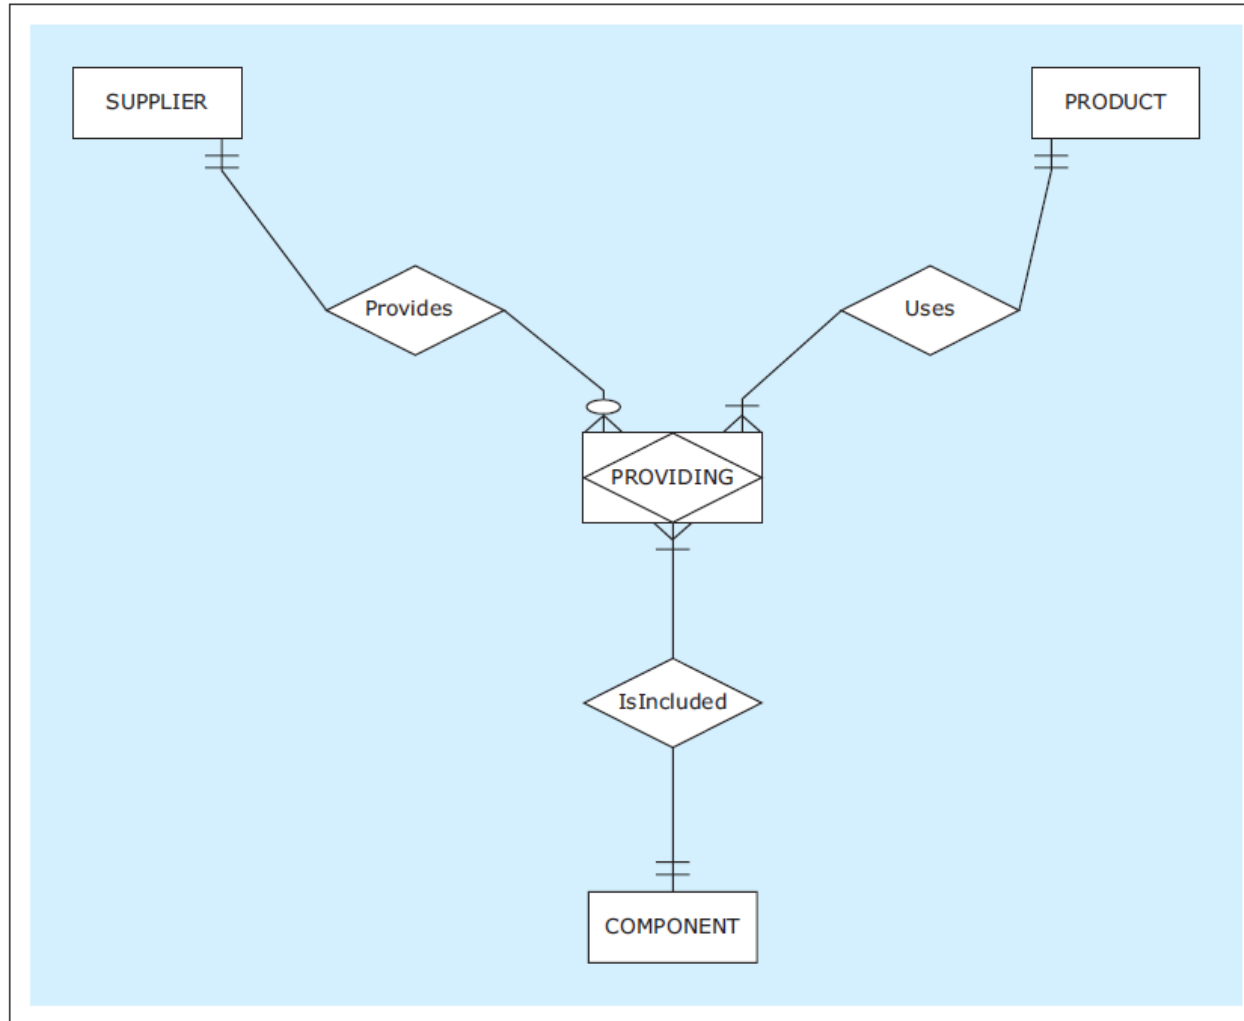 SUPPLIER
PRODUCT
Provides
Uses
PROVIDING
IsIncluded
COMPONENT